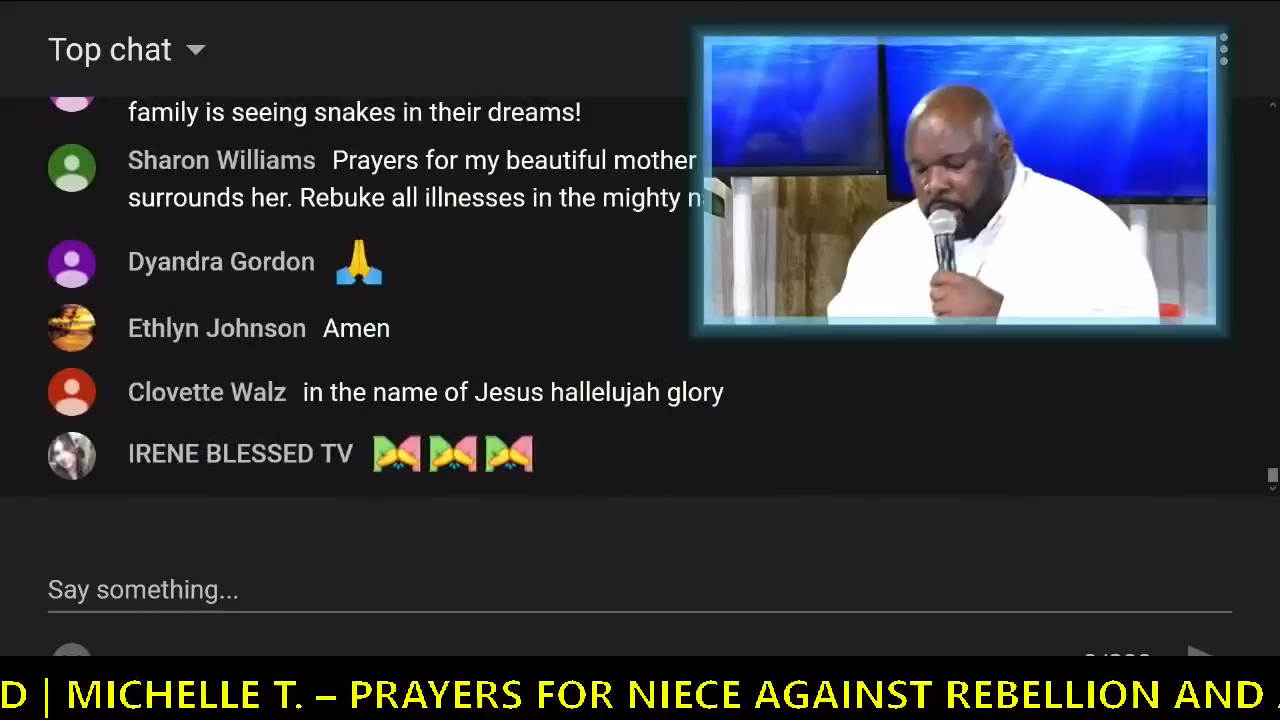 Top chat
family is seeing snakes in their dreams!
Sharon Williams Prayers for my beautiful mother
surrounds her. Rebuke all illnesses in the mighty
Dyandra Gordon
Ethlyn Johnson Amen
Clovette Walz in the name of Jesus hallelujah glory
IRENE BLESSED TV
Say something...
D | MICHELLE T. – PRAYERS FOR NIECE AGAINST REBELLION AND